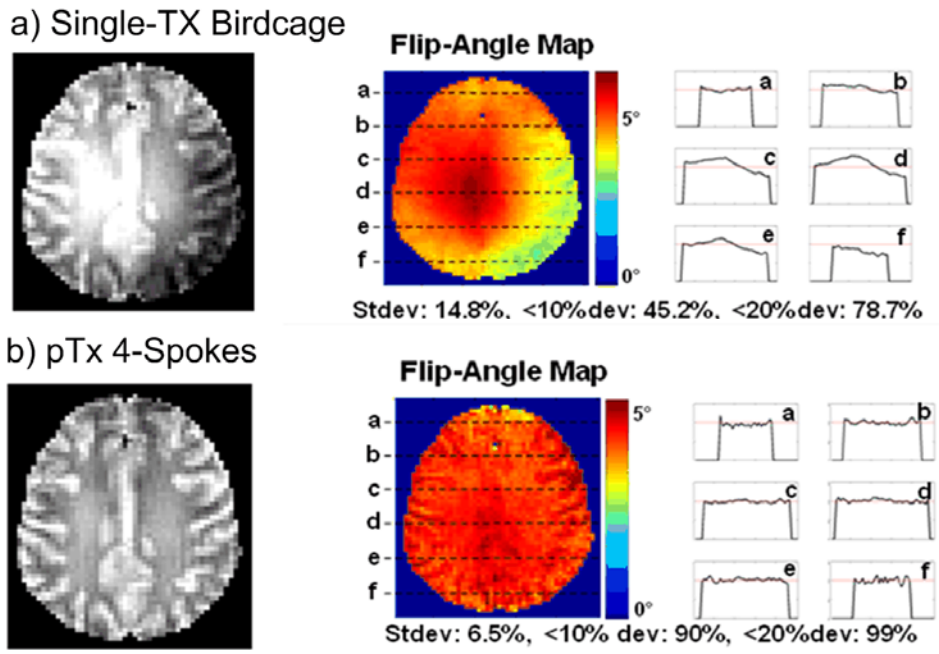 a) Single-TX Birdcage
Flip-Angle Map
a
b
c
d
e
f
5°
0°
a
b
c
d
e
f
Stdev: 14.8%, <10%dev: 45.2%, <20%dev: 78.7%
b) pTx 4-Spokes
Flip-Angle Map
a
b
c
d
e
f
5°
0°
a
b
c
d
e
f
Stdev: 6.5%, <10% dev: 90%, <20%dev: 99%